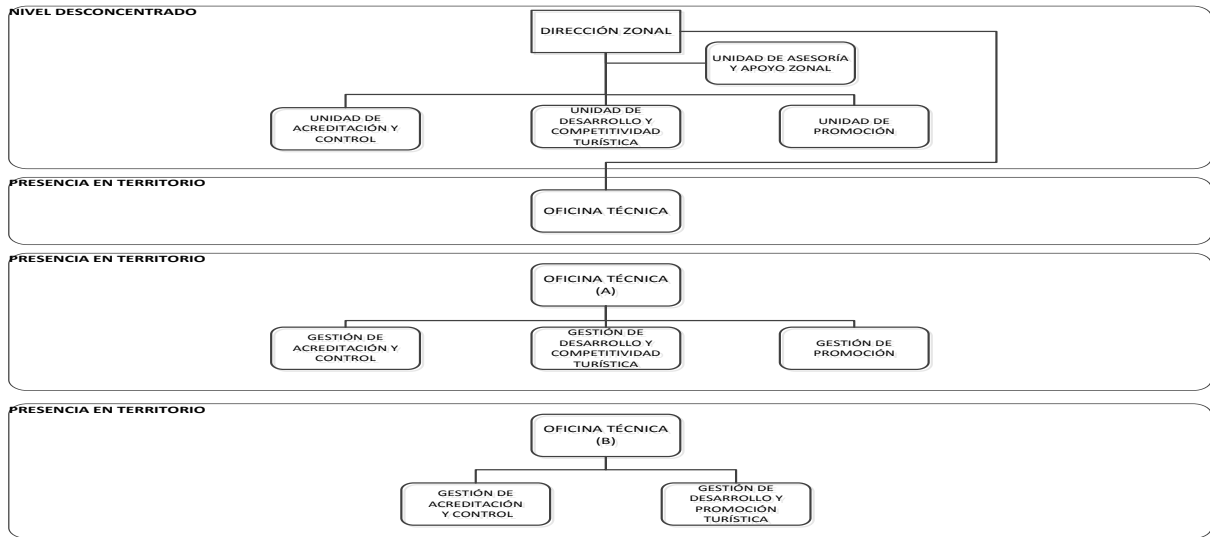 NIVEL DESCONCENTRADO
DIRECCIÓN ZONAL
UNIDAD DE ASESORÍA
Y APOYO ZONAL
UNIDAD DE
ACREDITACIÓN Y
CONTROL
UNIDAD DE
DESARROLLO Y
COMPETITIVIDAD
TURÍSTICA
UNIDAD DE
PROMOCIÓN
PRESENCIA EN TERRITORIO
OFICINA TÉCNICA
PRESENCIA EN TERRITORIO
OFICINA TÉCNICA
(A)
GESTIÓN DE
ACREDITACIÓN Y
CONTROL
GESTIÓN DE
DESARROLLO Y
COMPETITIVIDAD
TURÍSTICA
GESTIÓN DE
PROMOCIÓN
PRESENCIA EN TERRITORIO
OFICINA TÉCNICA
(B)
GESTIÓN DE
ACREDITACIÓN
Y CONTROL
GESTIÓN DE
DESARROLLO Y
PROMOCIÓN
TURÍSTICA